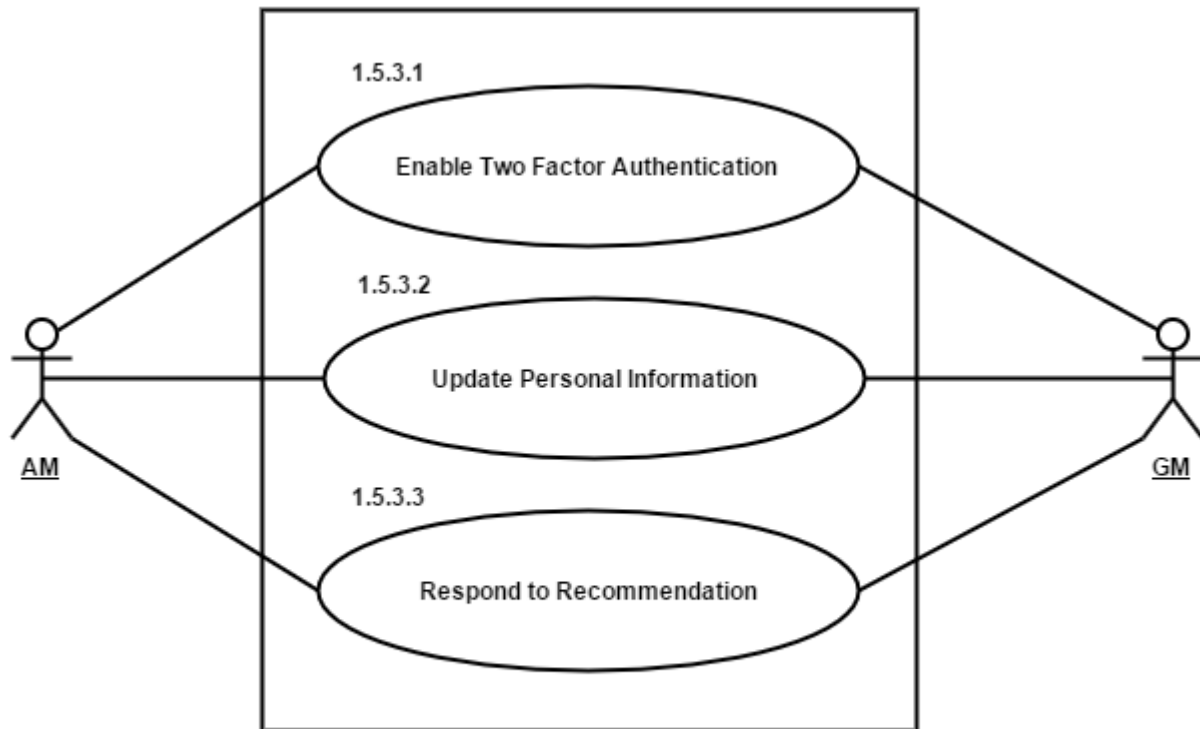 1.5.3.1
Enable Two Factor Authentication
1.5.3.2
Update Personal Information
AM
GM
1.5.3.3
Respond to Recommendation